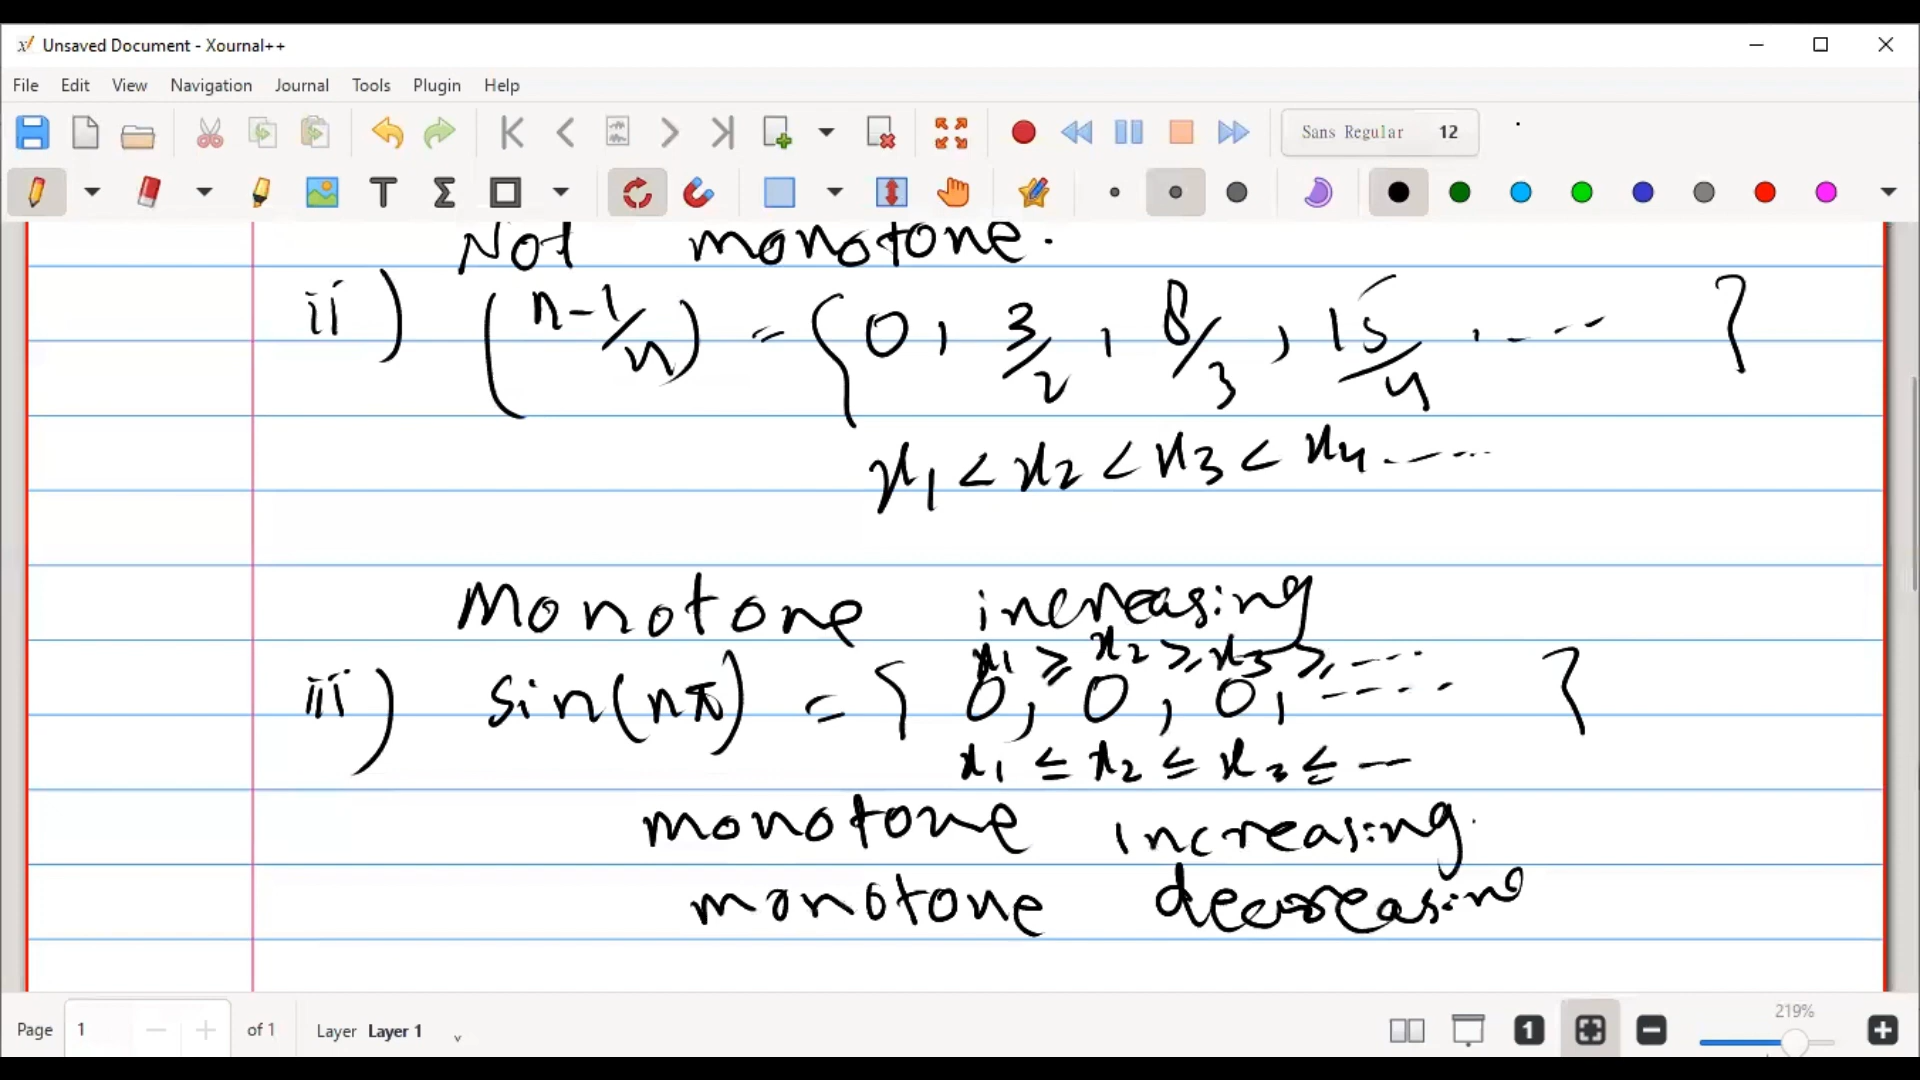 Unsaved Document - Xournal++
File Edit View Navigation Journal Tools Plugin Help
Sans Regular 12
Not monotone.
ii) (n-1/n) = {0, 3/2, 8/3, 15/4, ---- }
x1 < x2 < x3 < x4 -----
Monotone increasing
x1 ≥ x2 ≥ x3 ≥ ----
iii) sin(nπ) = { 0, 0, 0, ----- }
x1 ≤ x2 ≤ x3 ≤ --
monotone increasing.
monotone decreasing
219%
Page 1 of 1 Layer Layer 1 1